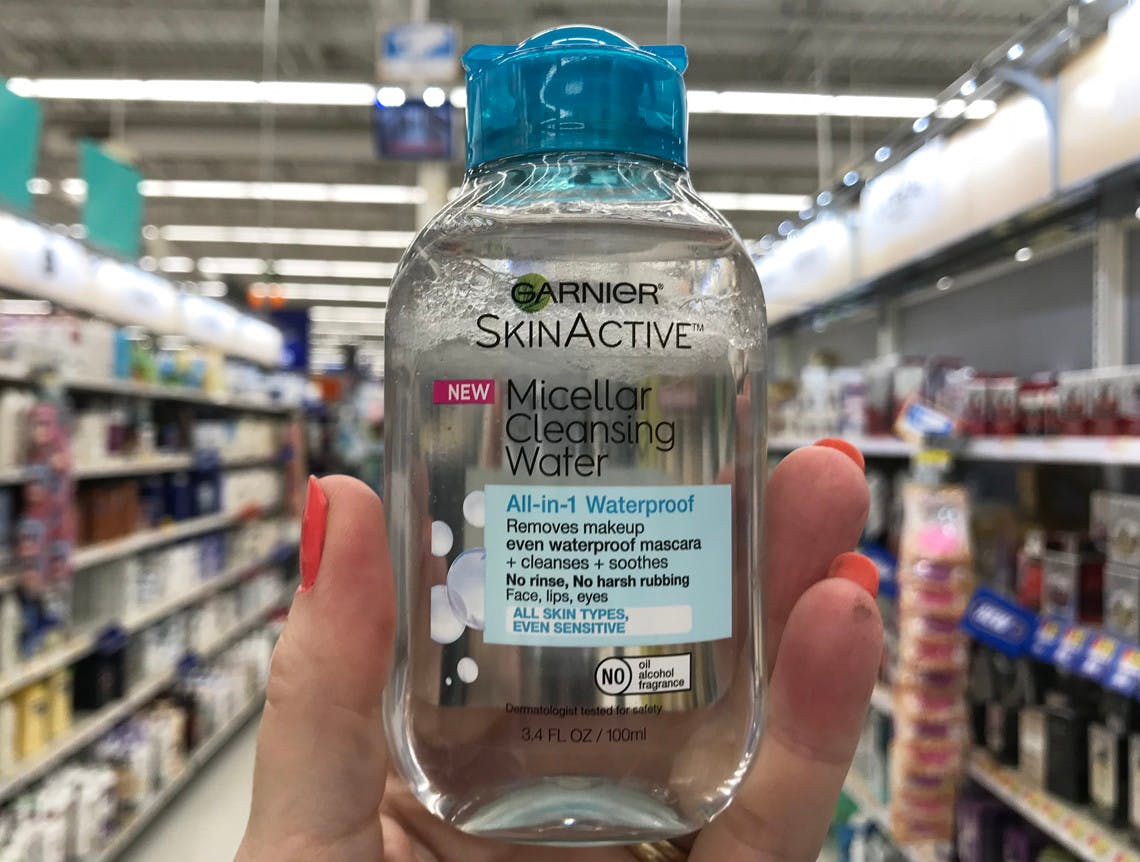 GARNIER®
SKINACTIVE™
NEW
Micellar
Cleansing
Water
All-in-1 Waterproof
Removes makeup
even waterproof mascara
+ cleanses + soothes
No rinse, No harsh rubbing
Face, lips, eyes
ALL SKIN TYPES,
EVEN SENSITIVE
NO
oil
alcohol
fragrance
Dermatologist tested for safety
3.4 FL OZ / 100ml